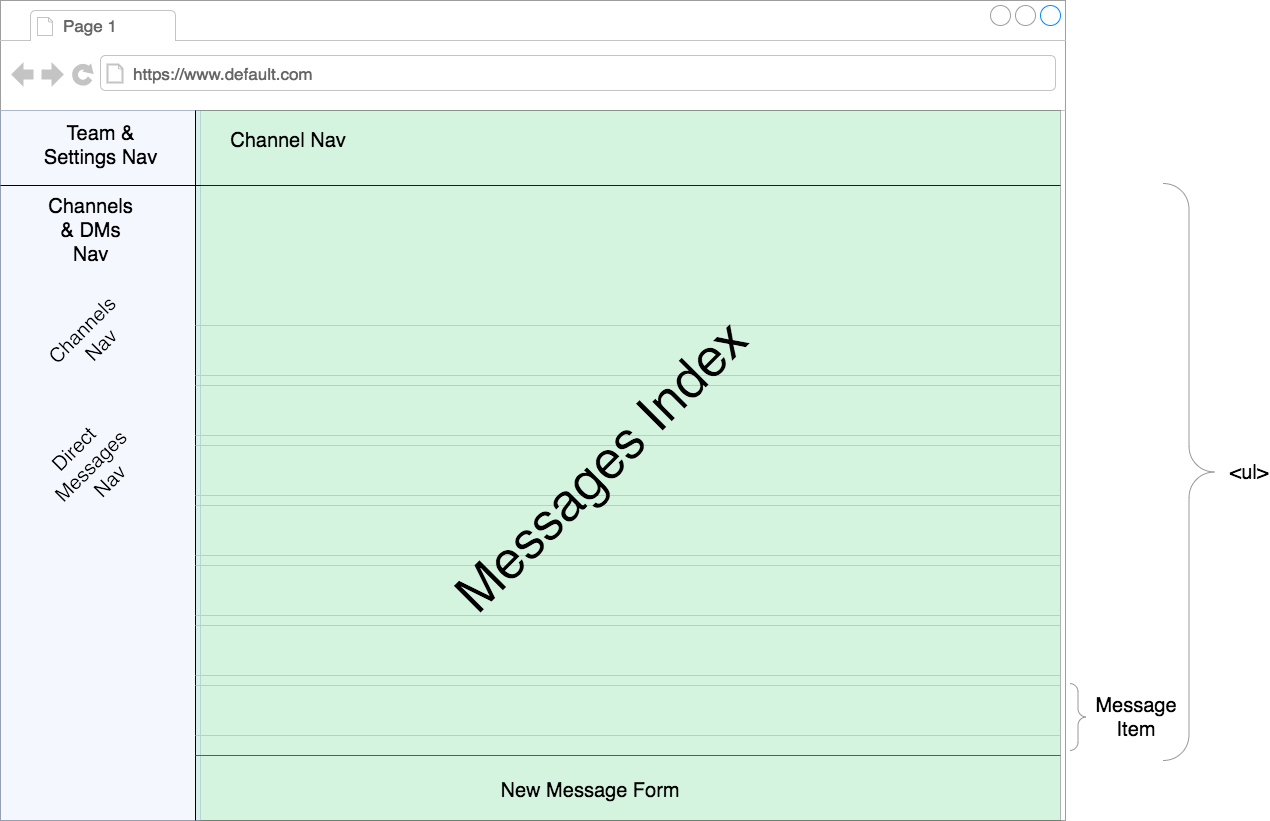 Page 1
https://www.default.com
Team &
Settings Nav
Channel Nav
Channels
& DMs
Nav
Channels
Nav
Direct
Messages
Nav
Messages Index
<ul>
Message
Item
New Message Form